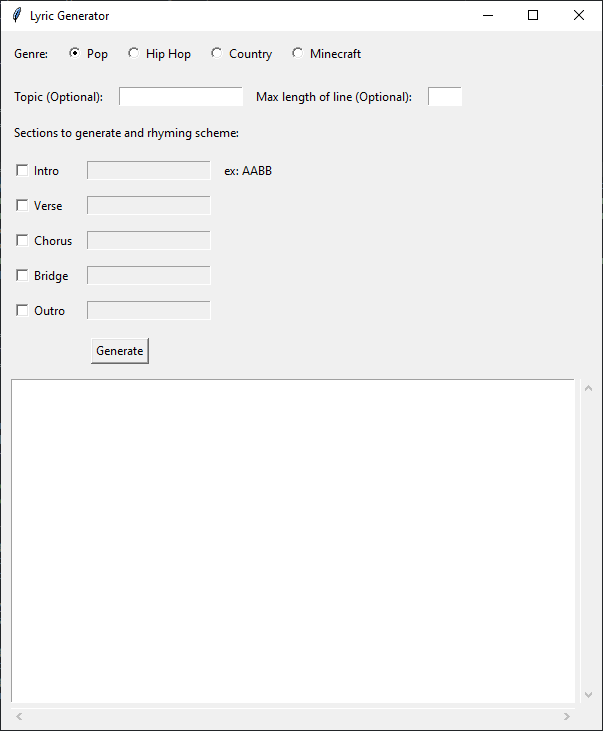 Lyric Generator
Genre: Pop Hip Hop Country Minecraft
Topic (Optional): Max length of line (Optional):
Sections to generate and rhyming scheme:
Intro ex: AABB
Verse
Chorus
Bridge
Outro
Generate